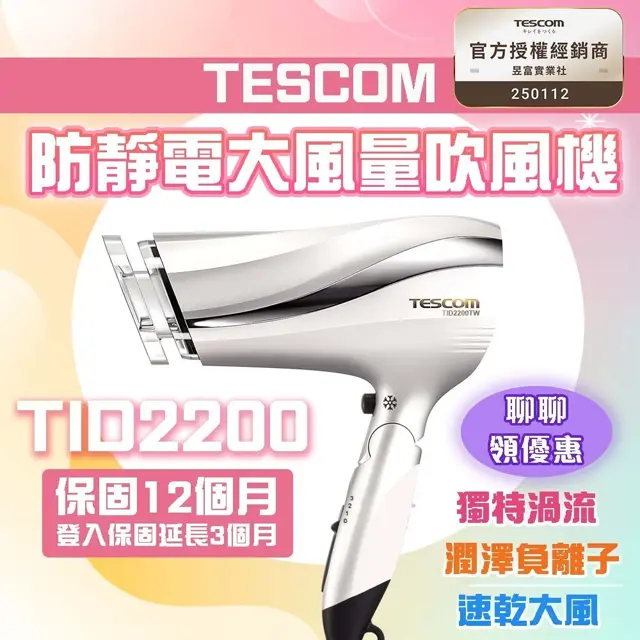 TESCOM
キレイをつくる
官方授權經銷商
昱富實業社
250112
TESCOM
防靜電大風量吹風機
TESCOM
TID2200TW
TID2200
聊聊
領優惠
保固12個月
登入保固延長3個月
3210
獨特渦流
潤澤負離子
速乾大風